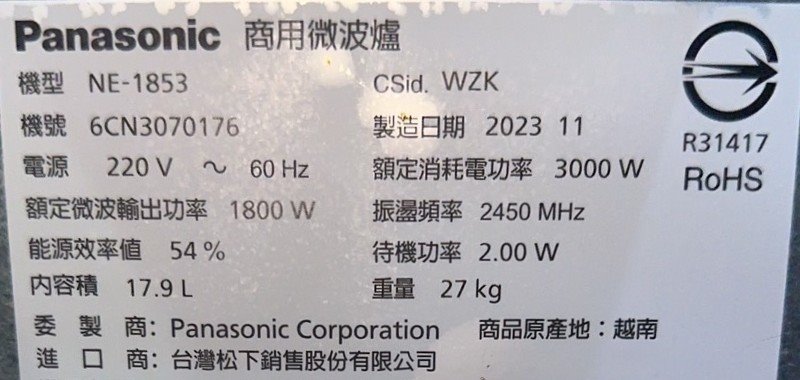 Panasonic 商用微波爐
機型 NE-1853 CSid. WZK
機號 6CN3070176 製造日期 2023 11
電源 220 V ～ 60 Hz 額定消耗電功率 3000 W
額定微波輸出功率 1800 W 振盪頻率 2450 MHz
能源效率值 54 % 待機功率 2.00 W
內容積 17.9 L 重量 27 kg
委製商: Panasonic Corporation 商品原產地：越南
進口商: 台灣松下銷售股份有限公司
R31417
RoHS